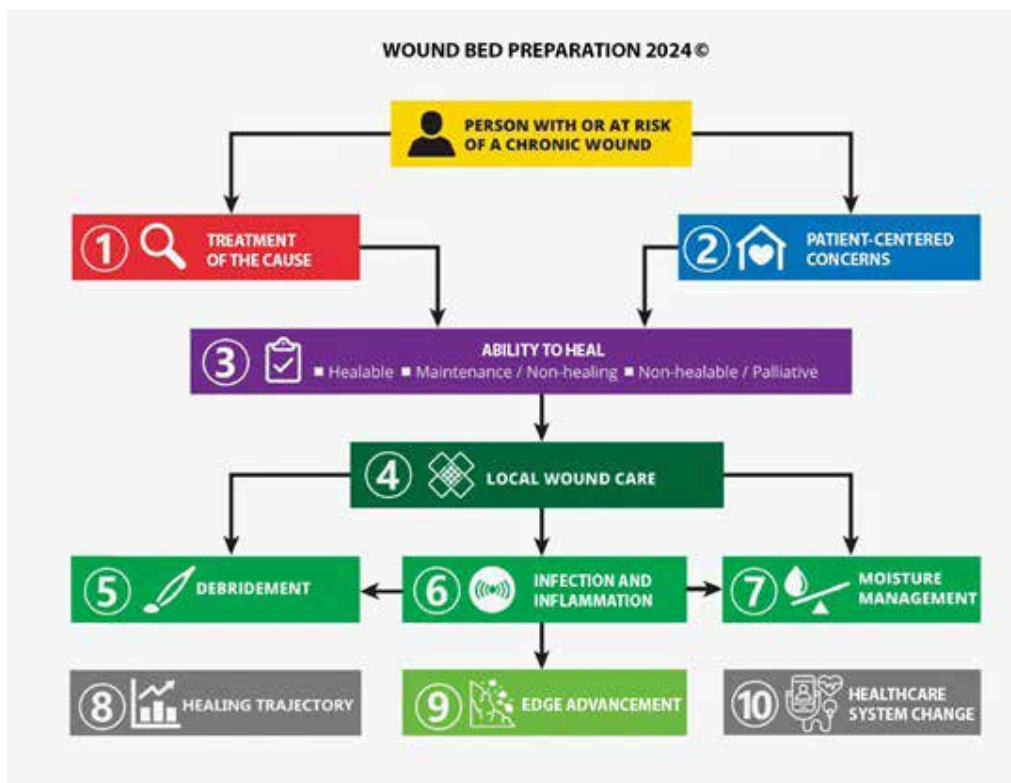 WOUND BED PREPARATION 2024©
PERSON WITH OR AT RISK
OF A CHRONIC WOUND
1 TREATMENT
OF THE CAUSE
2 PATIENT-CENTERED
CONCERNS
3 ABILITY TO HEAL
■ Healable ■ Maintenance / Non-healing ■ Non-healable / Palliative
4 LOCAL WOUND CARE
5 DEBRIDEMENT
6 INFECTION AND
INFLAMMATION
7 MOISTURE
MANAGEMENT
8 HEALING TRAJECTORY
9 EDGE ADVANCEMENT
10 HEALTHCARE
SYSTEM CHANGE